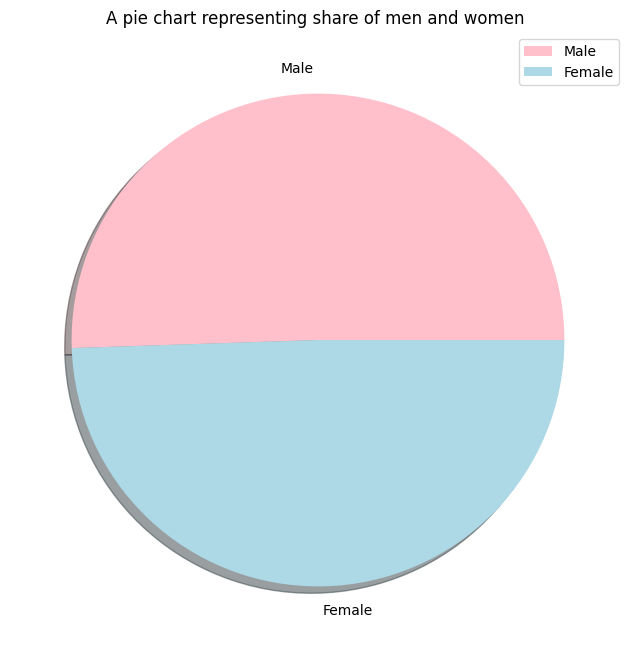 A pie chart representing share of men and women
Male
Female
Male
Female